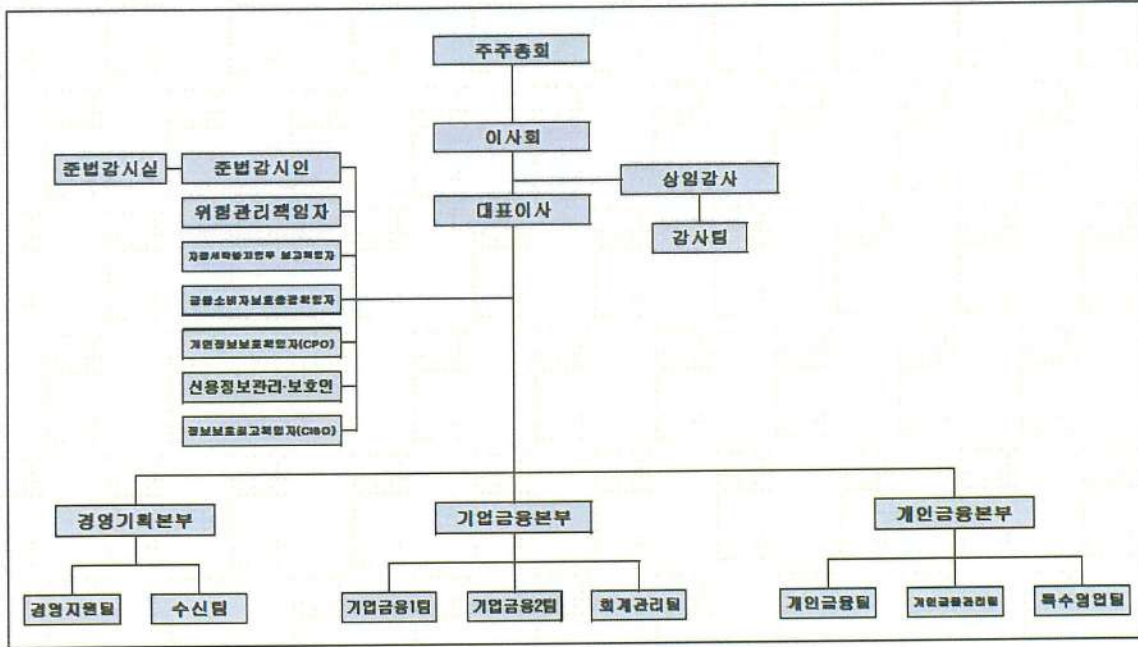 주주총회
이사회
준법감시실
준법감시인
상임감사
위험관리책임자
대표이사
감사팀
자금세탁방지업무 보고책임자
금융소비자보호총괄책임자
개인정보보호책임자(CPO)
신용정보관리·보호인
정보보호최고책임자(CISO)
경영기획본부
기업금융본부
개인금융본부
경영지원팀
수신팀
기업금융1팀
기업금융2팀
회계관리팀
개인금융팀
개인금융관리팀
특수영업팀